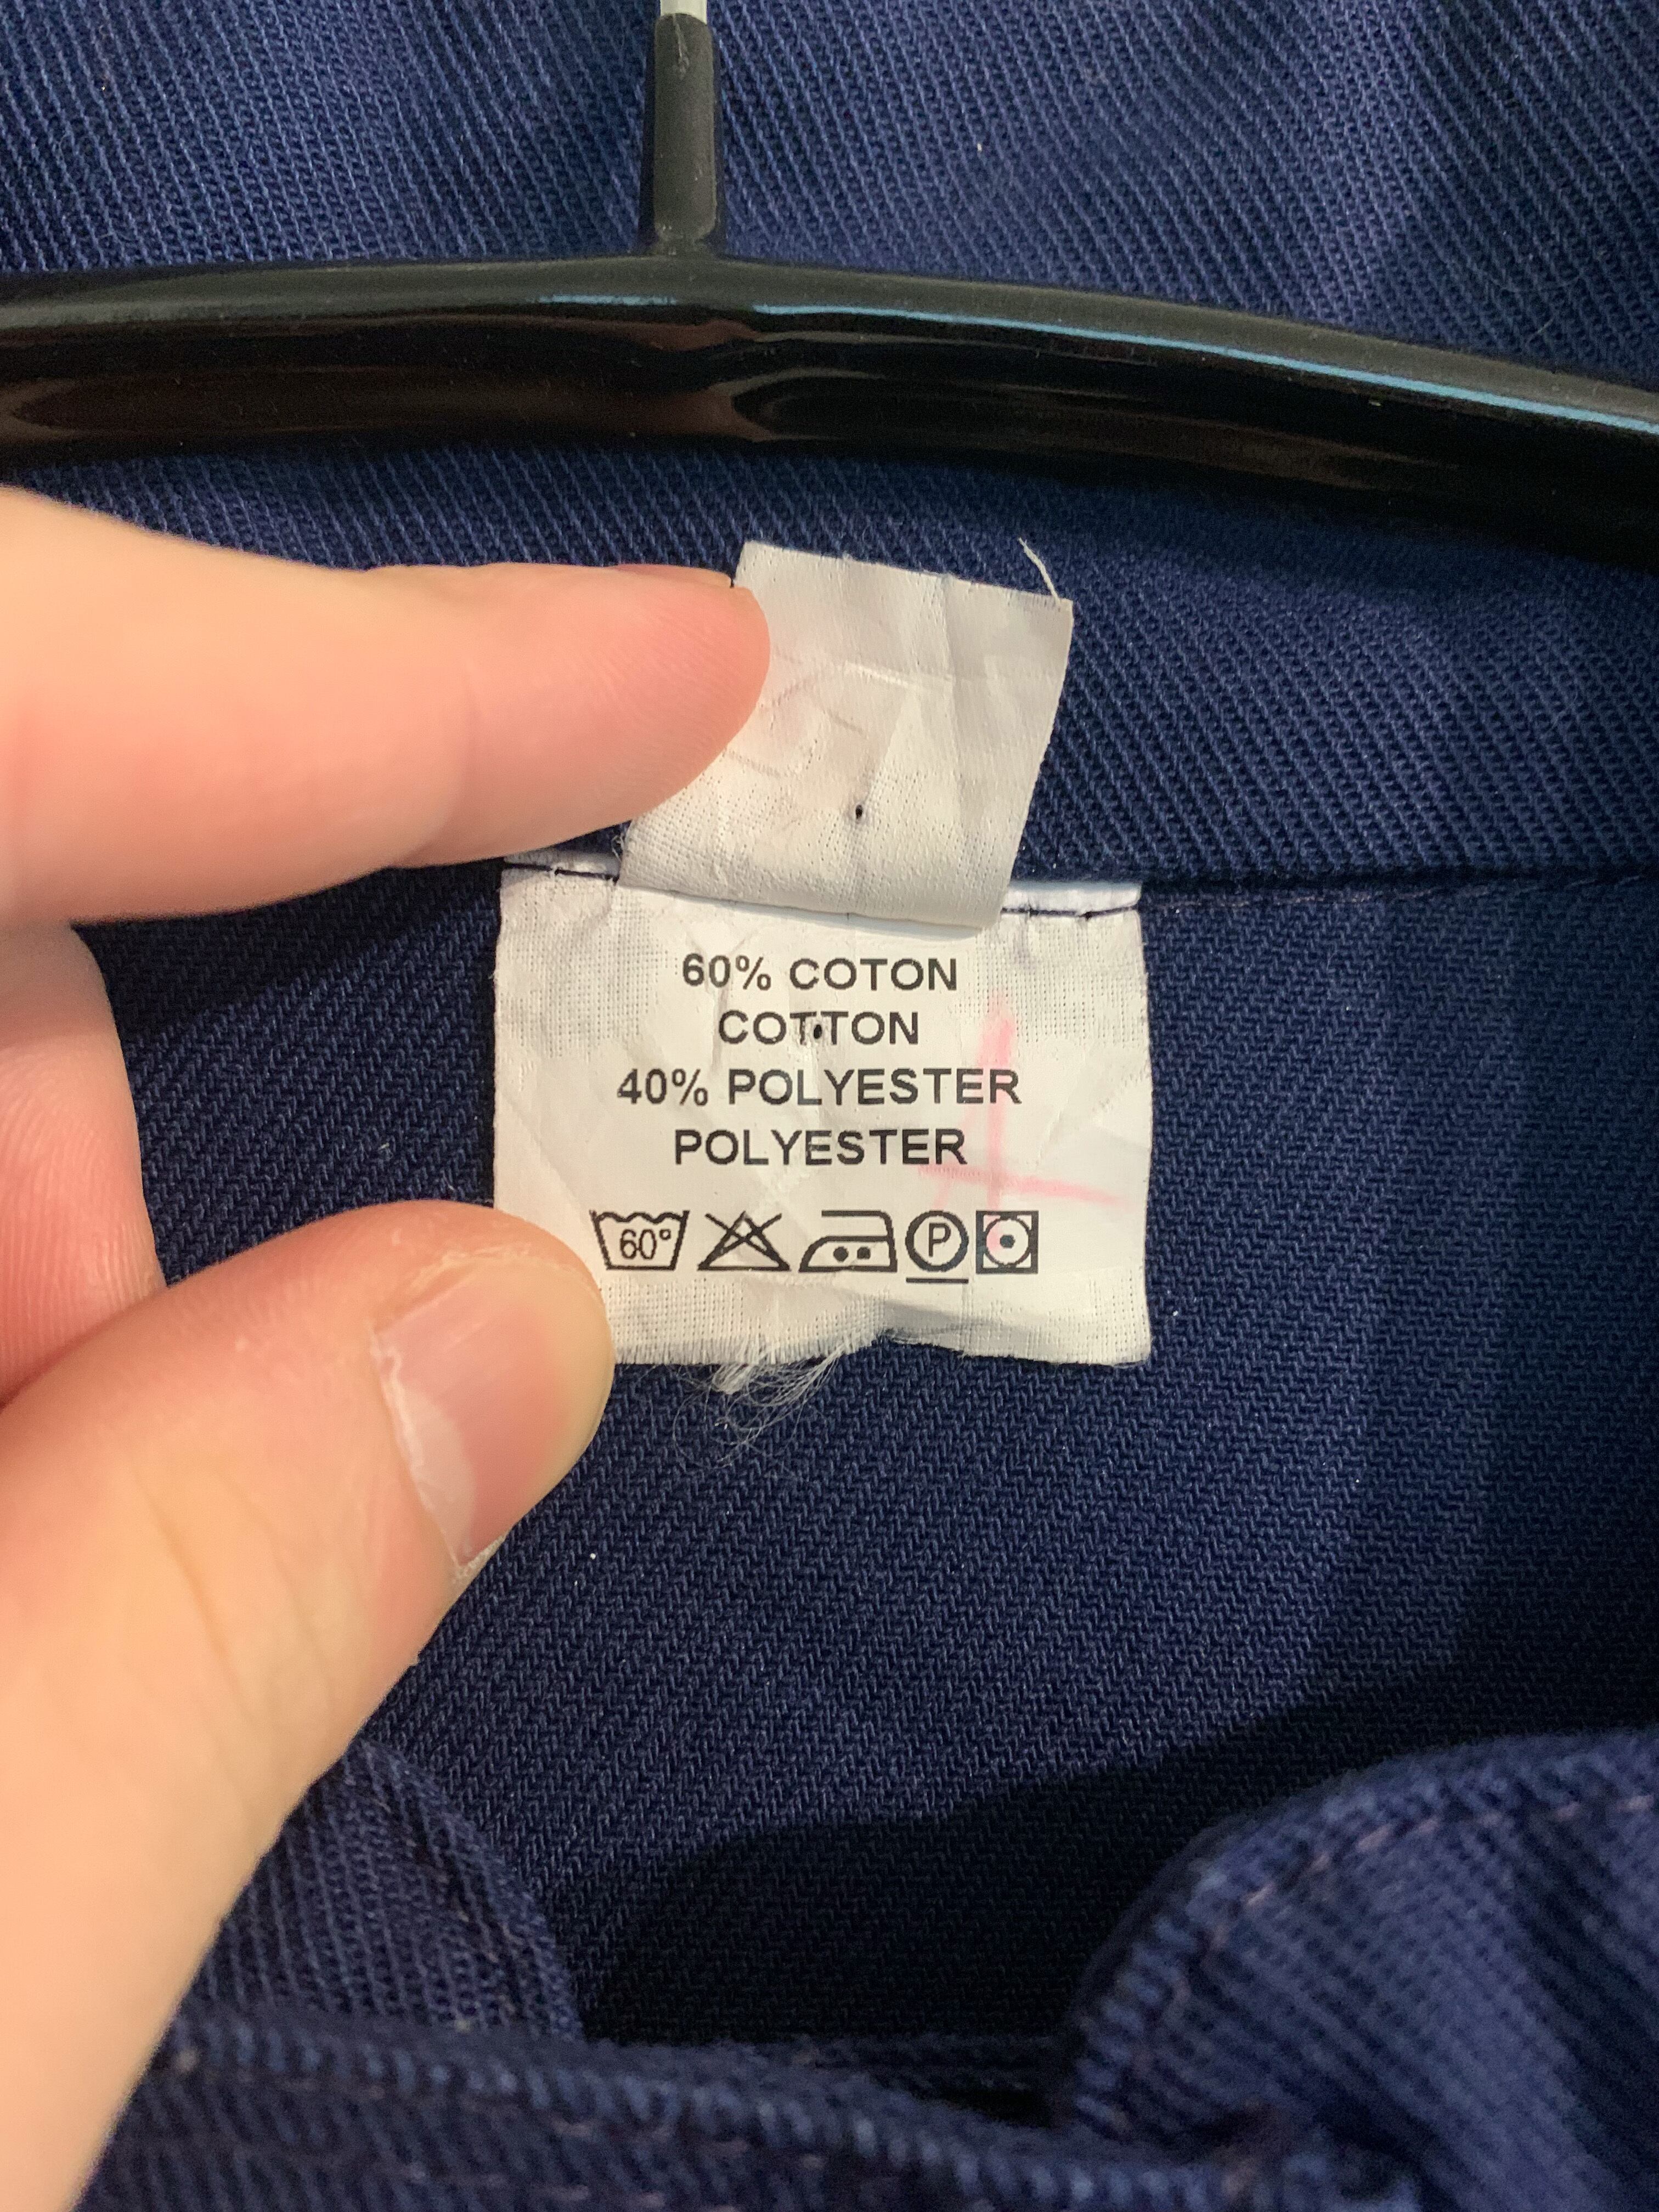 60% COTON
COTTON
40% POLYESTER
POLYESTER
60° P